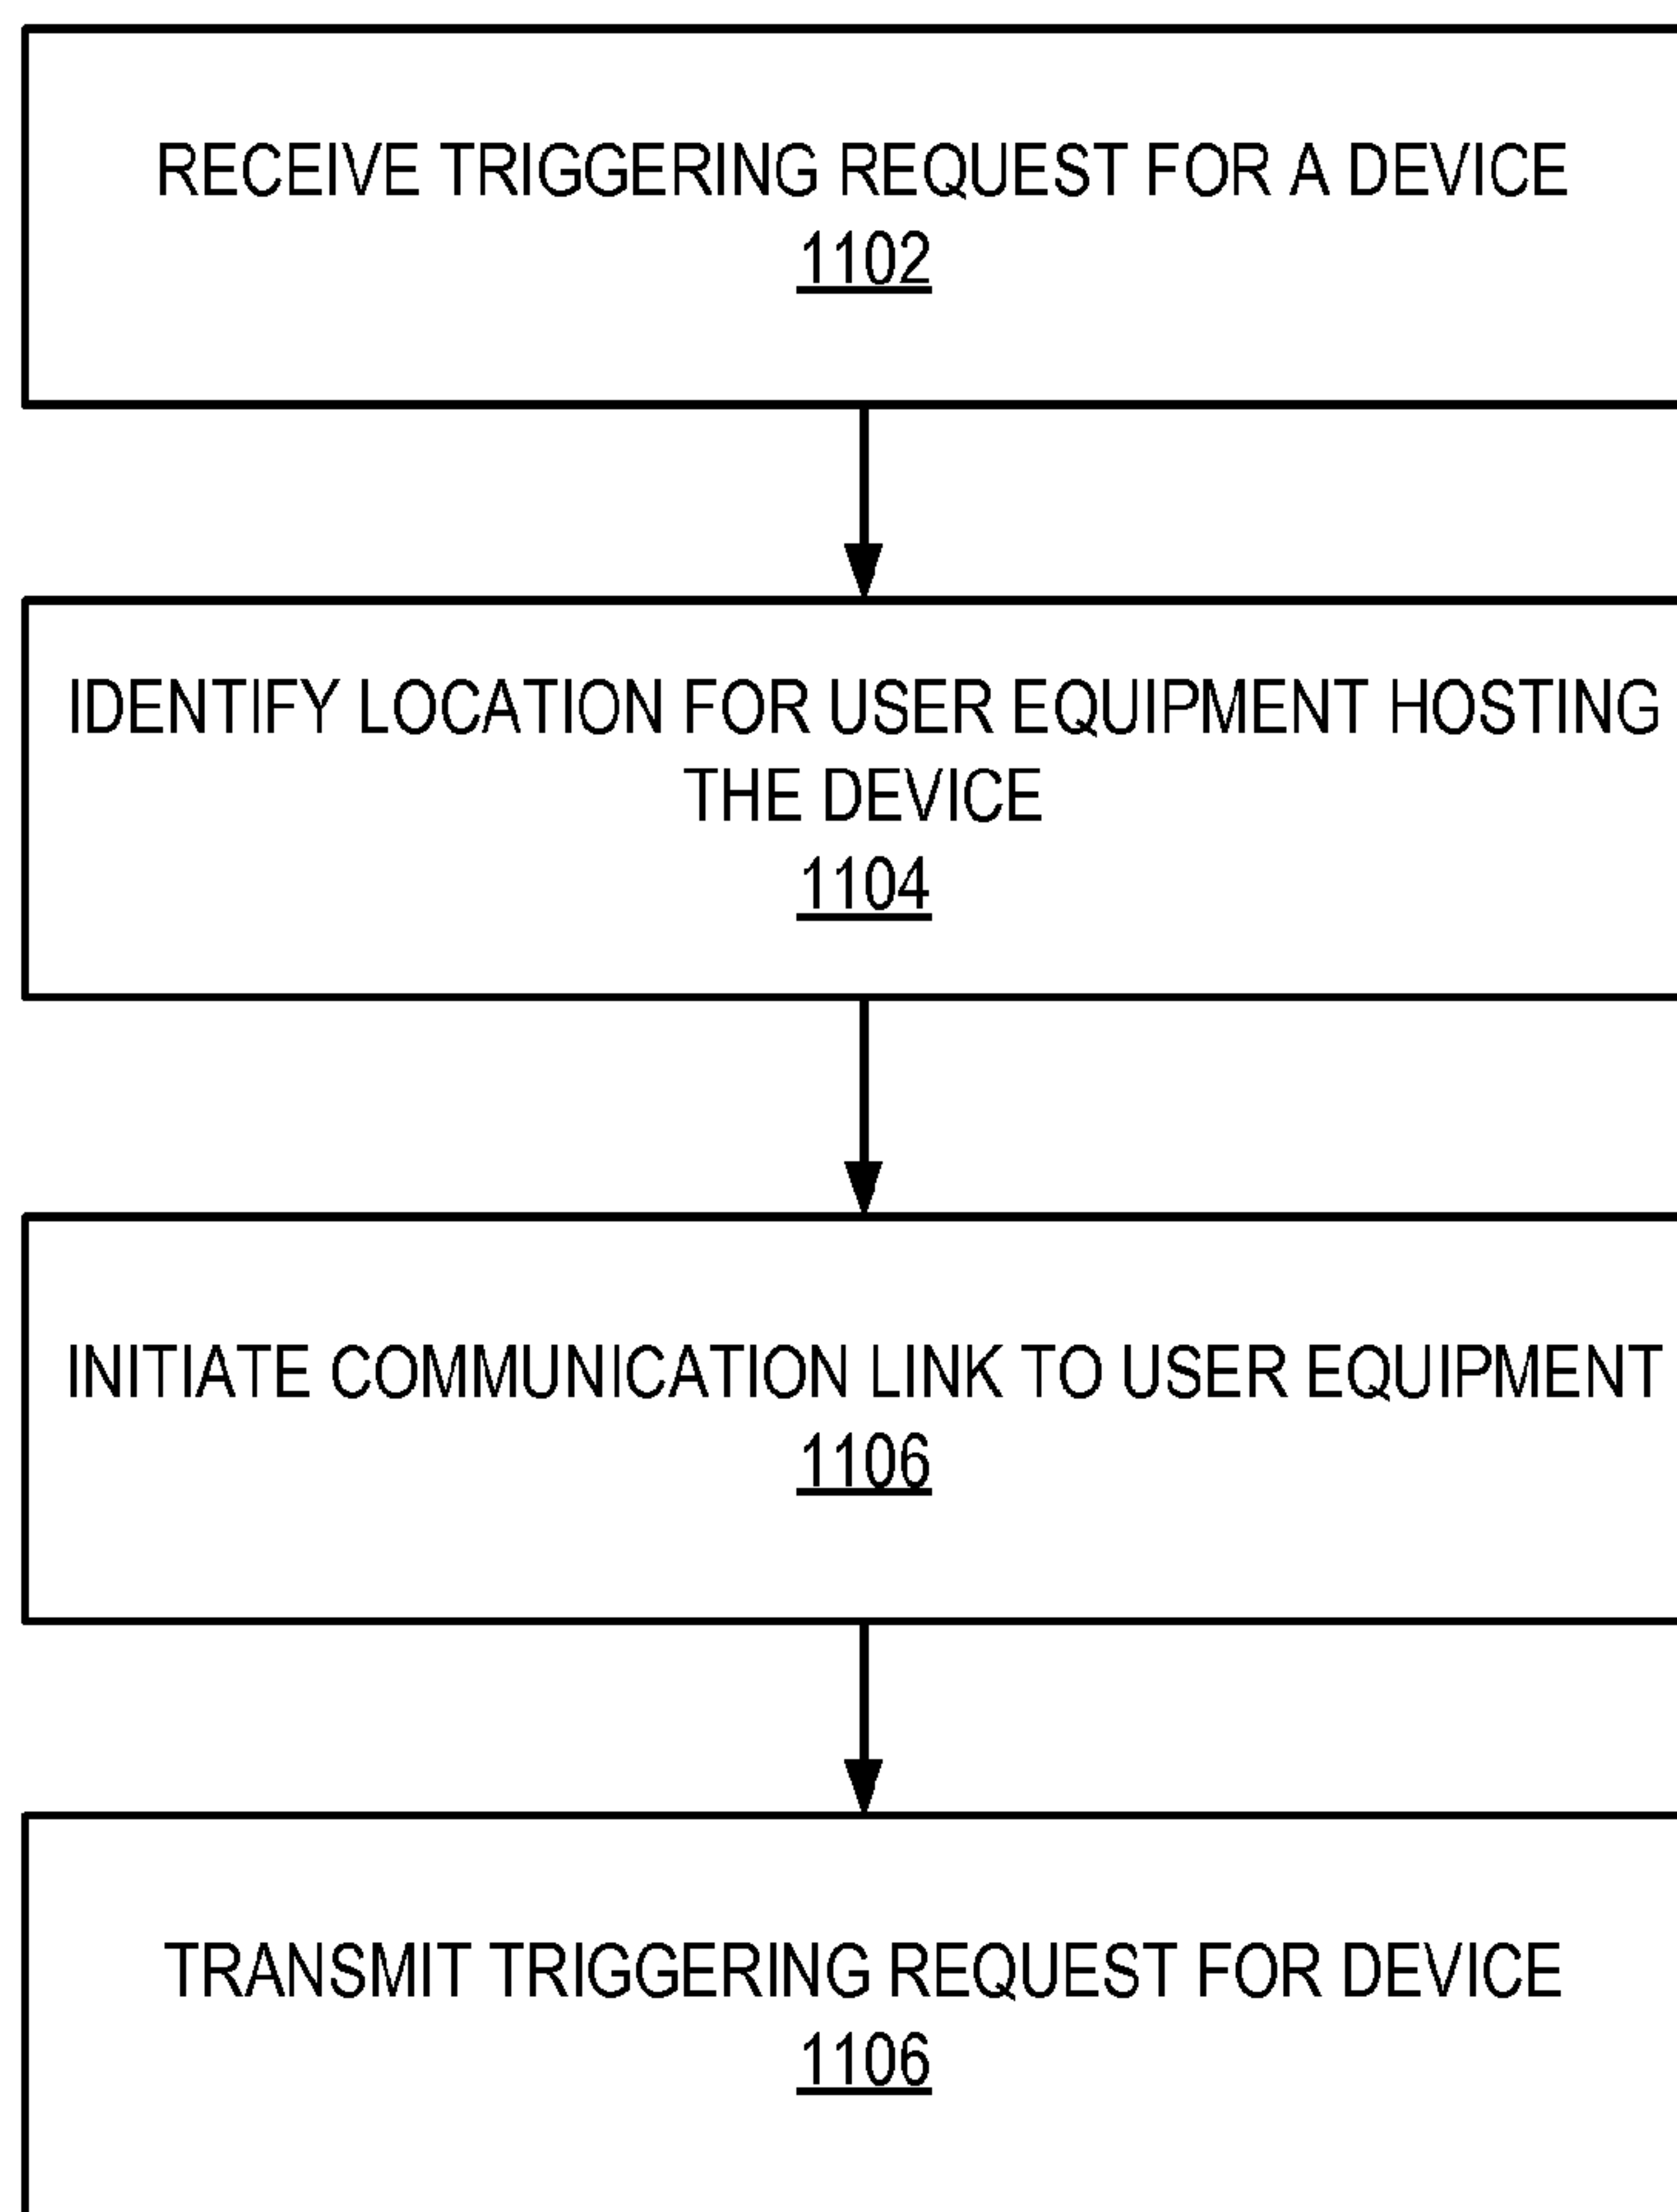 RECEIVE TRIGGERING REQUEST FOR A DEVICE
1102
IDENTIFY LOCATION FOR USER EQUIPMENT HOSTING
THE DEVICE
1104
INITIATE COMMUNICATION LINK TO USER EQUIPMENT
1106
TRANSMIT TRIGGERING REQUEST FOR DEVICE
1106